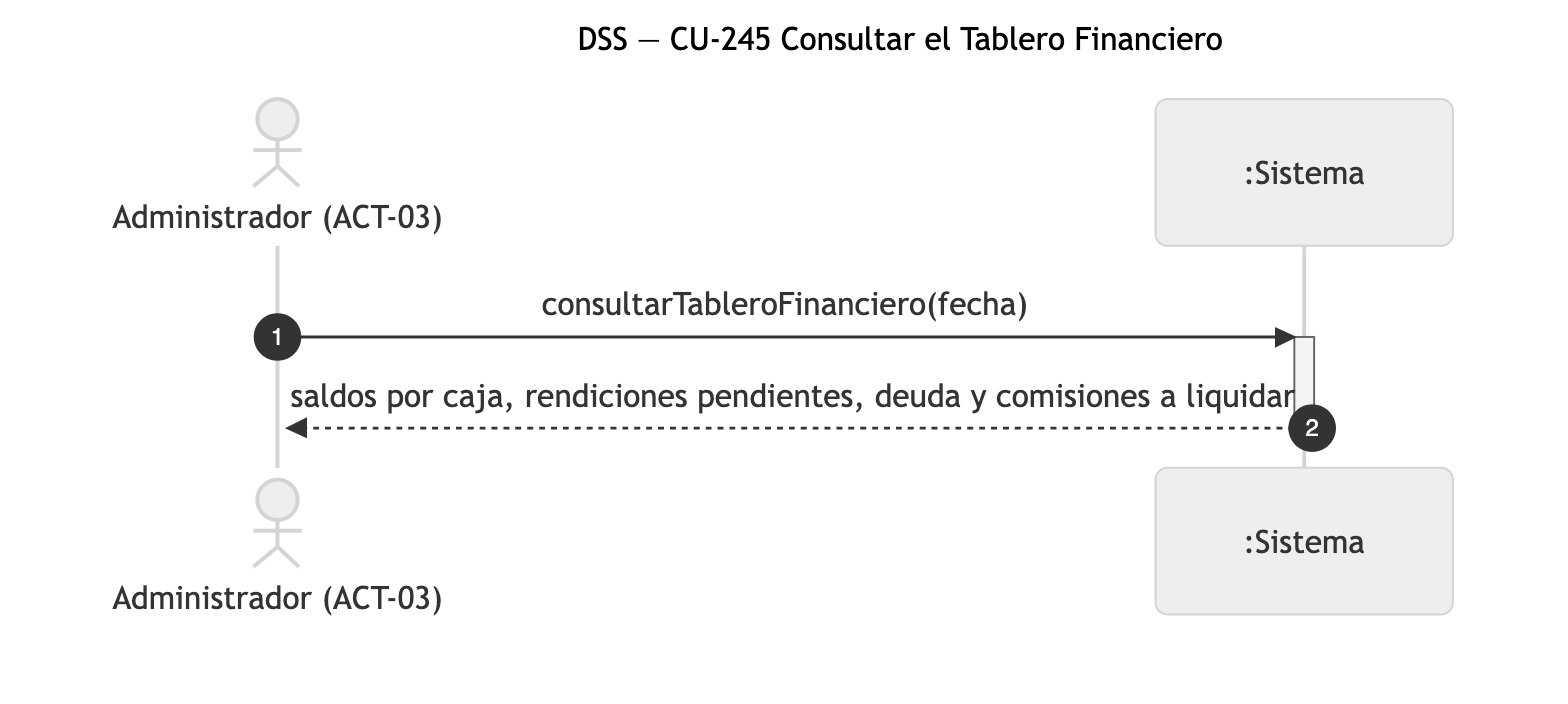 DSS — CU-245 Consultar el Tablero Financiero
Administrador (ACT-03)
:Sistema
consultarTableroFinanciero(fecha)
1
saldos por caja, rendiciones pendientes, deuda y comisiones a liquidar
2
Administrador (ACT-03)
:Sistema